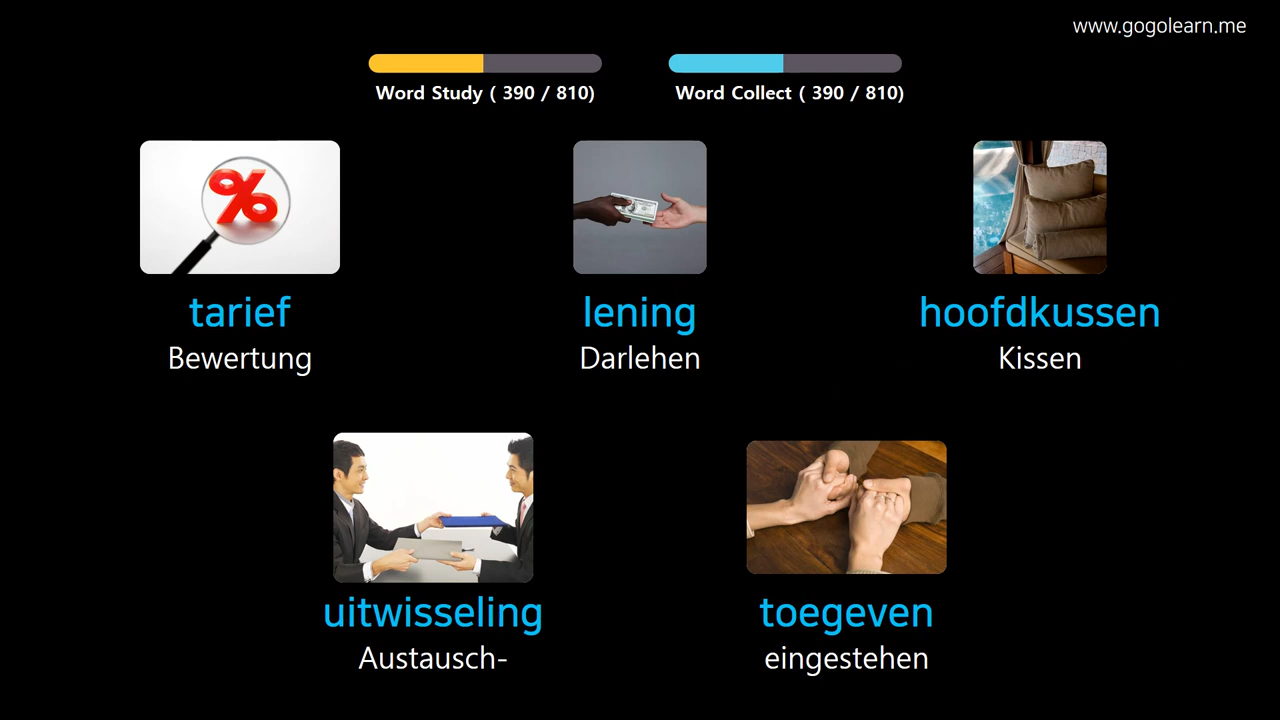 www.gogolearn.me
Word Study ( 390 / 810)
Word Collect ( 390 / 810)
%
tarief
Bewertung
lening
Darlehen
hoofdkussen
Kissen
uitwisseling
Austausch-
toegeven
eingestehen